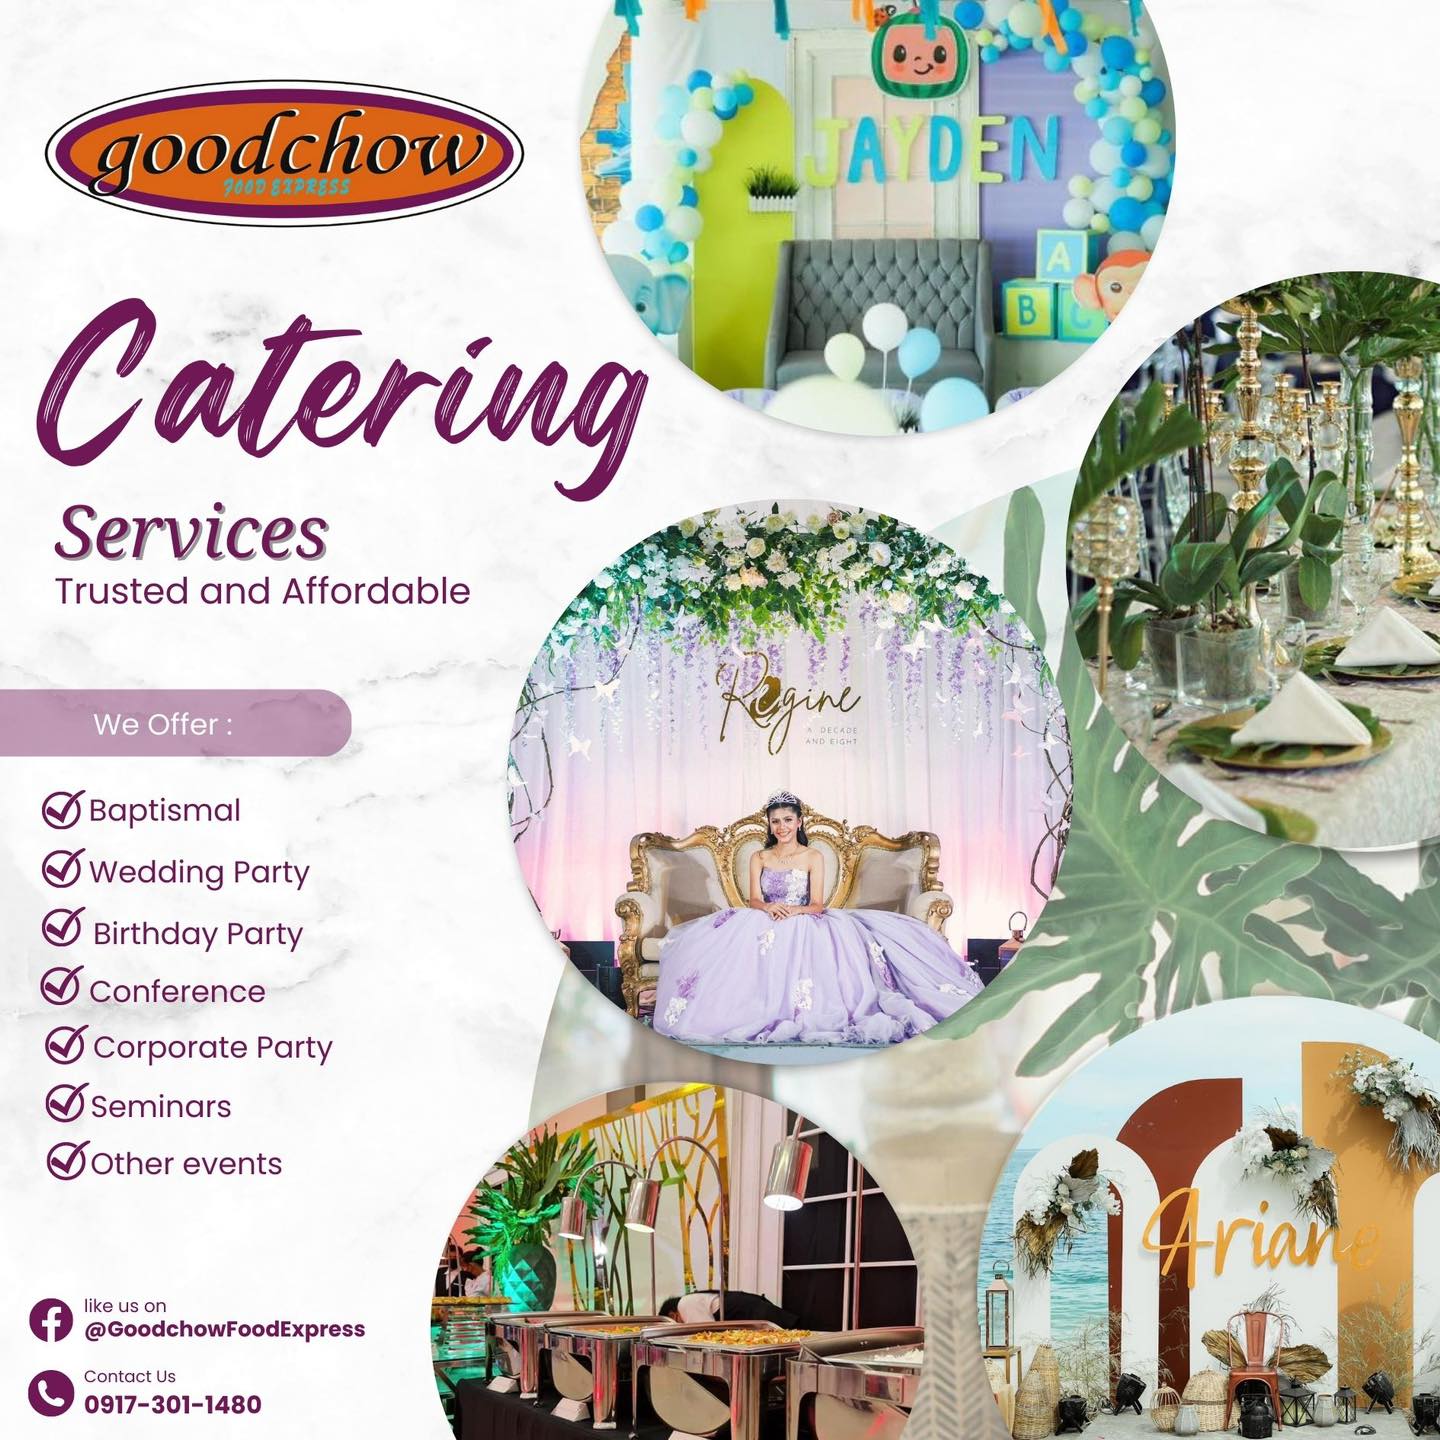 goodchow
FOOD EXPRESS
Catering
Services
Trusted and Affordable
We Offer :
Baptismal
Wedding Party
Birthday Party
Conference
Corporate Party
Seminars
Other events
like us on
@GoodchowFoodExpress
Contact Us
0917-301-1480
JAYDEN
A
B C
Regine
A DECADE
AND EIGHT
Ariane